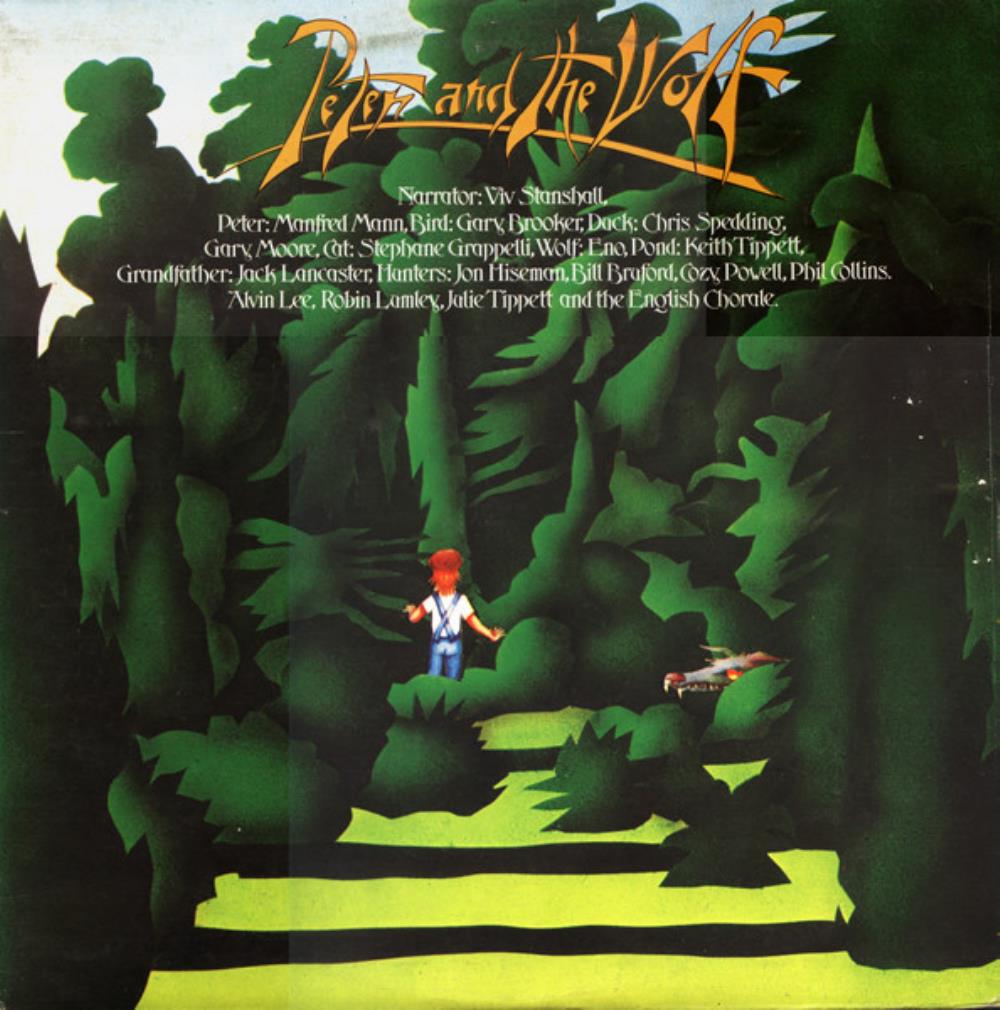 Peter and the Wolf
Narrator: Viv Stanshall,
Peter: Manfred Mann, Bird: Gary Brooker, Duck: Chris Spedding,
Gary Moore, Cat: Stephane Grappelli, Wolf: Eno, Pond: Keith Tippett,
Grandfather: Jack Lancaster, Hunters: Jon Hiseman, Bill Bruford, Cozy Powell, Phil Collins.
Alvin Lee, Robin Lumley, Julie Tippett and the English Chorale.